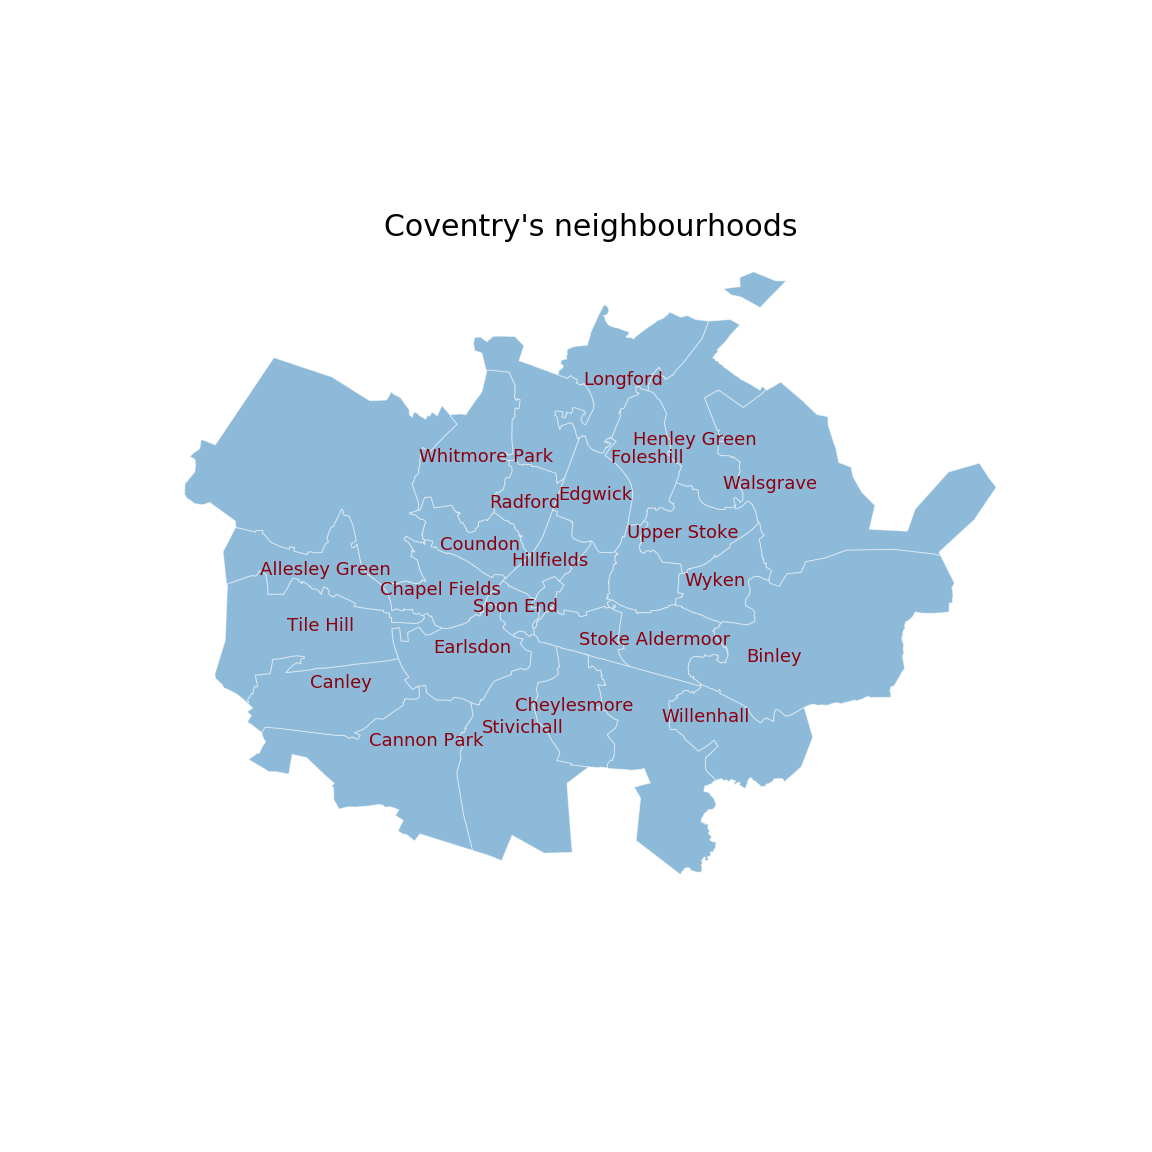 Coventry's neighbourhoods
Longford
Henley Green
Whitmore Park
Foleshill
Walsgrave
Edgwick
Radford
Upper Stoke
Coundon
Hillfields
Allesley Green
Wyken
Chapel Fields
Spon End
Tile Hill
Stoke Aldermoor
Earlsdon
Binley
Canley
Cheylesmore
Willenhall
Stivichall
Cannon Park